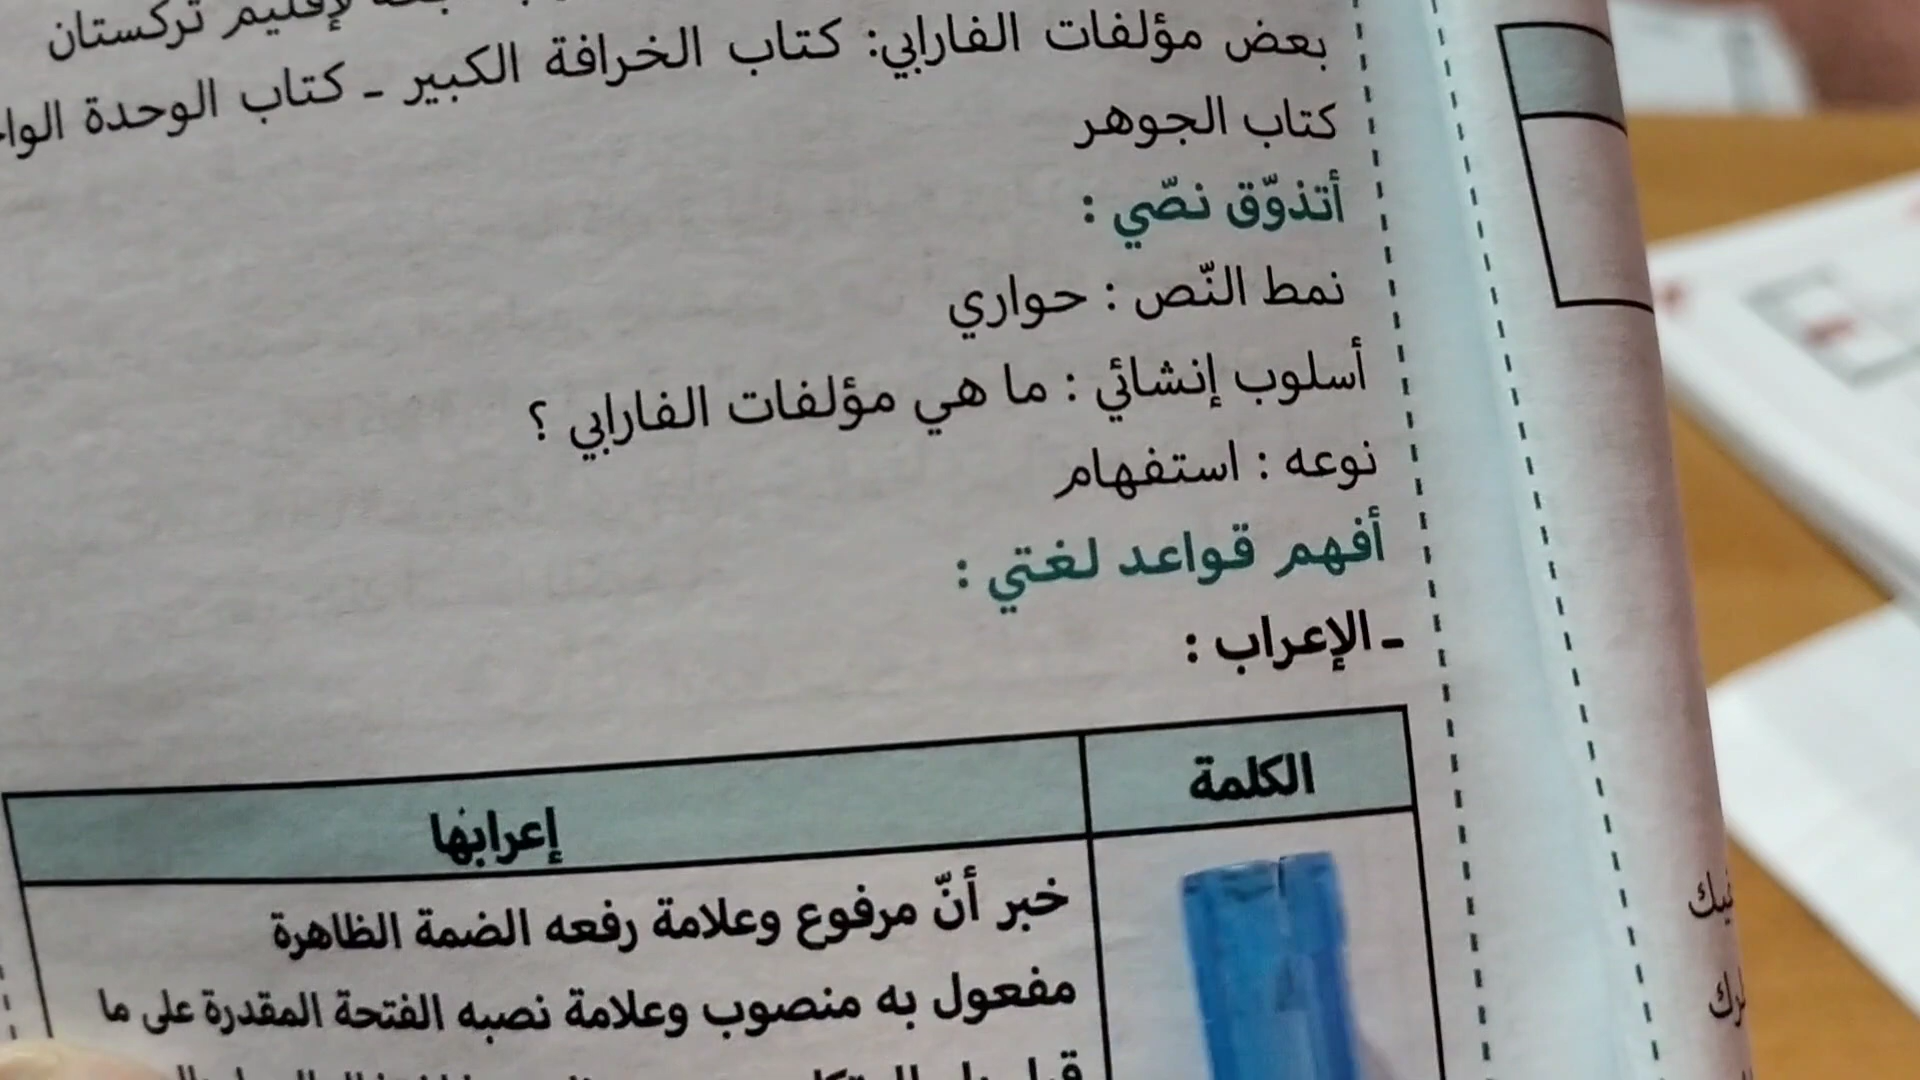 لإقليم تركستان
بعض مؤلفات الفارابي: كتاب الخرافة الكبير ـ كتاب الوحدة
كتاب الجوهر
أتذوّق نصّي :
نمط النّص : حواري
أسلوب إنشائي : ما هي مؤلفات الفارابي ؟
نوعه : استفهام
أفهم قواعد لغتي :
ـ الإعراب :
الكلمة
إعرابها
خبر أنّ مرفوع وعلامة رفعه الضمة الظاهرة
مفعول به منصوب وعلامة نصبه الفتحة المقدرة على ما